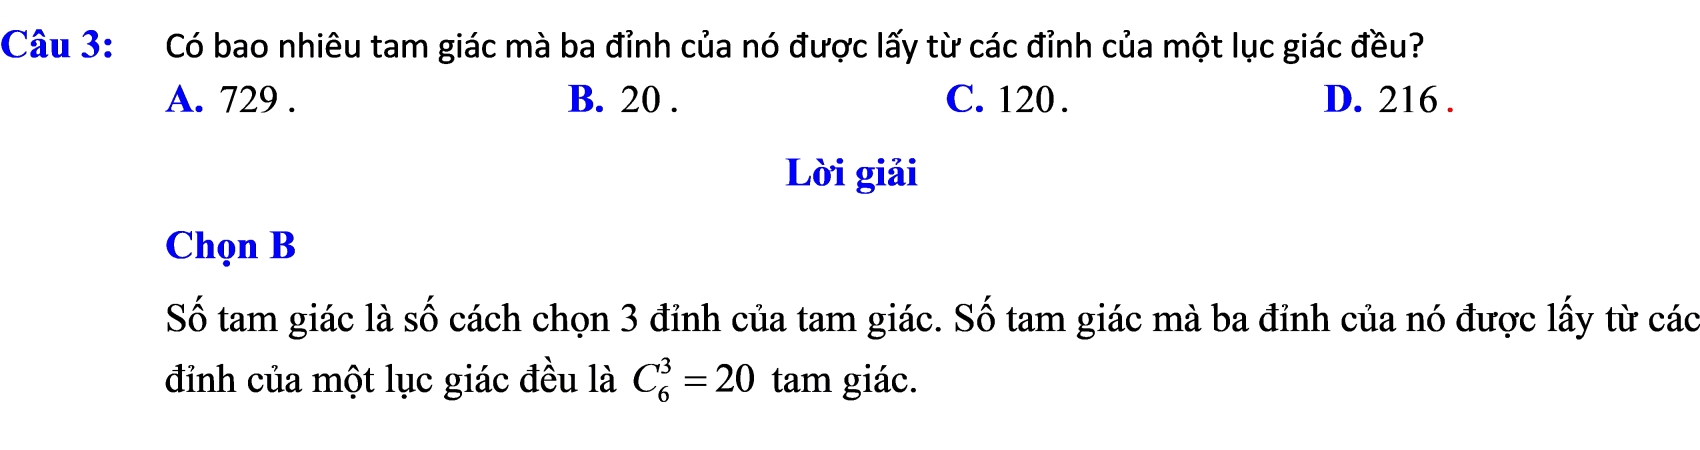 Câu 3: Có bao nhiêu tam giác mà ba đỉnh của nó được lấy từ các đỉnh của một lục giác đều?
A. 729 . B. 20 . C. 120 . D. 216 .
Lời giải
Chọn B
Số tam giác là số cách chọn 3 đỉnh của tam giác. Số tam giác mà ba đỉnh của nó được lấy từ các
đỉnh của một lục giác đều là $C_6^3 = 20$ tam giác.